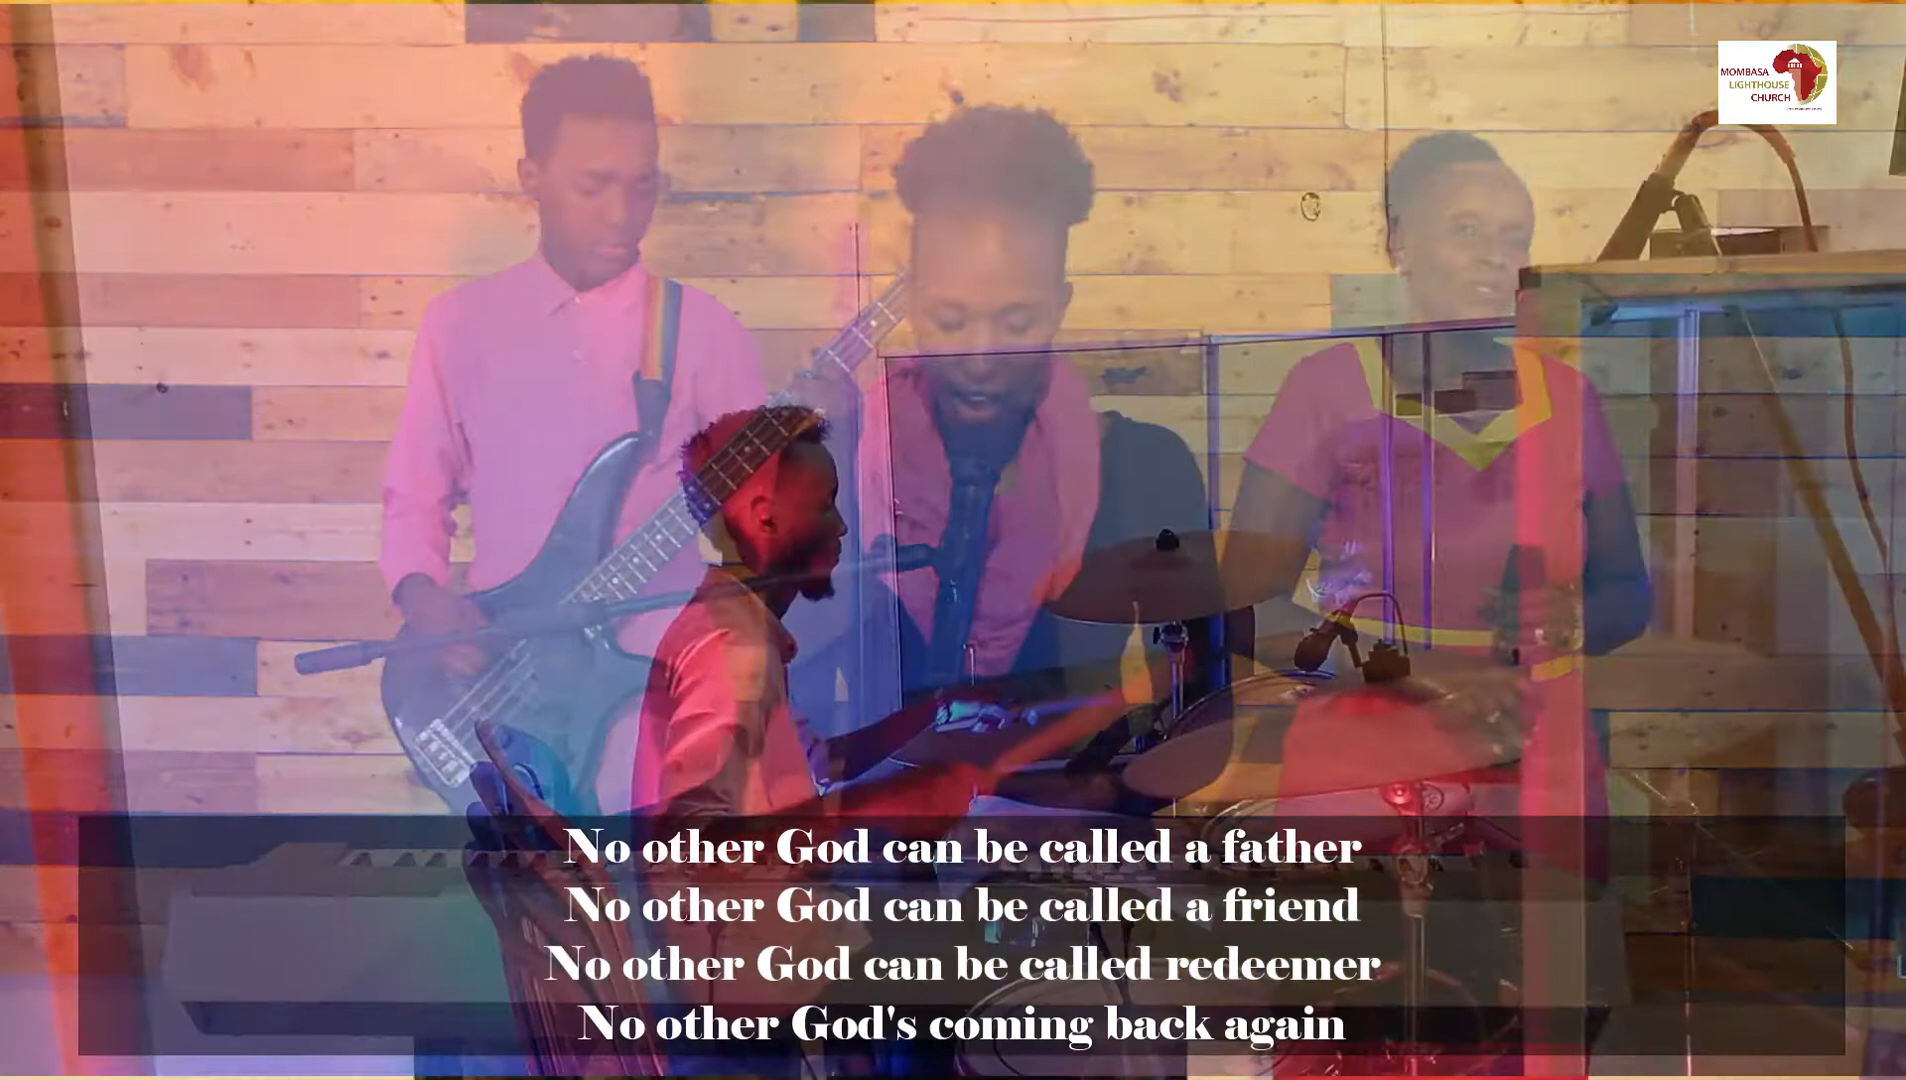 MOMBASA
LIGHTHOUSE
CHURCH
No other God can be called a father
No other God can be called a friend
No other God can be called redeemer
No other God's coming back again